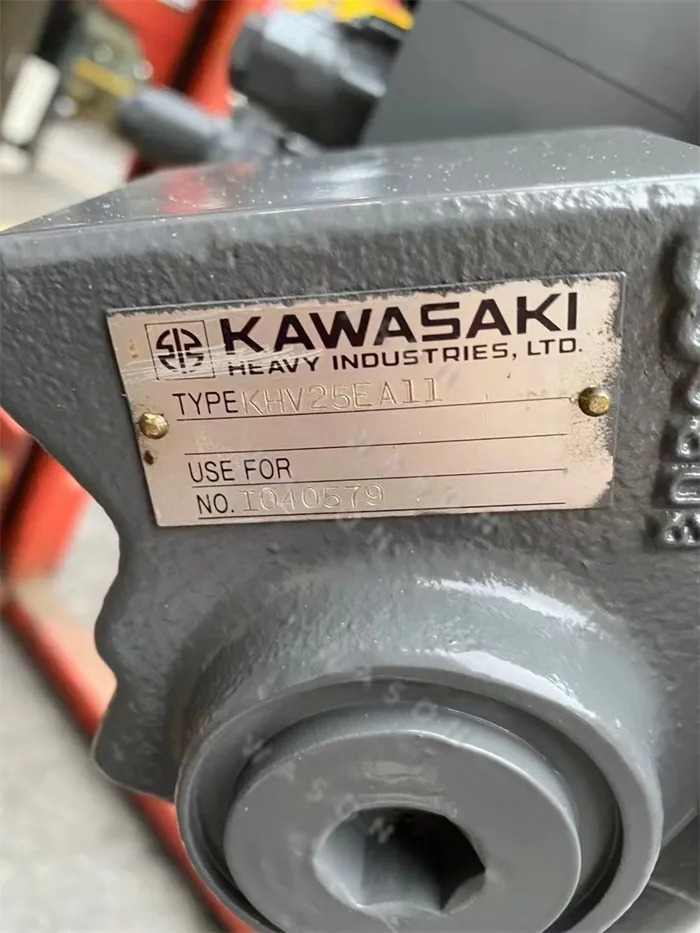 KAWASAKI
HEAVY INDUSTRIES, LTD.
TYPE KHV25EA11
USE FOR
NO. I040579